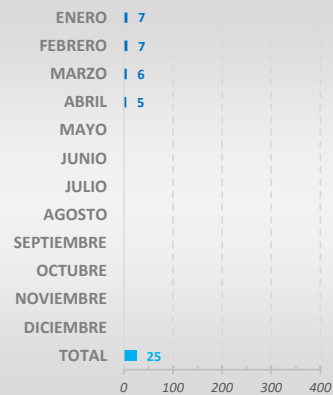 ENERO 7
FEBRERO 7
MARZO 6
ABRIL 5
MAYO
JUNIO
JULIO
AGOSTO
SEPTIEMBRE
OCTUBRE
NOVIEMBRE
DICIEMBRE
TOTAL 25
0 100 200 300 400